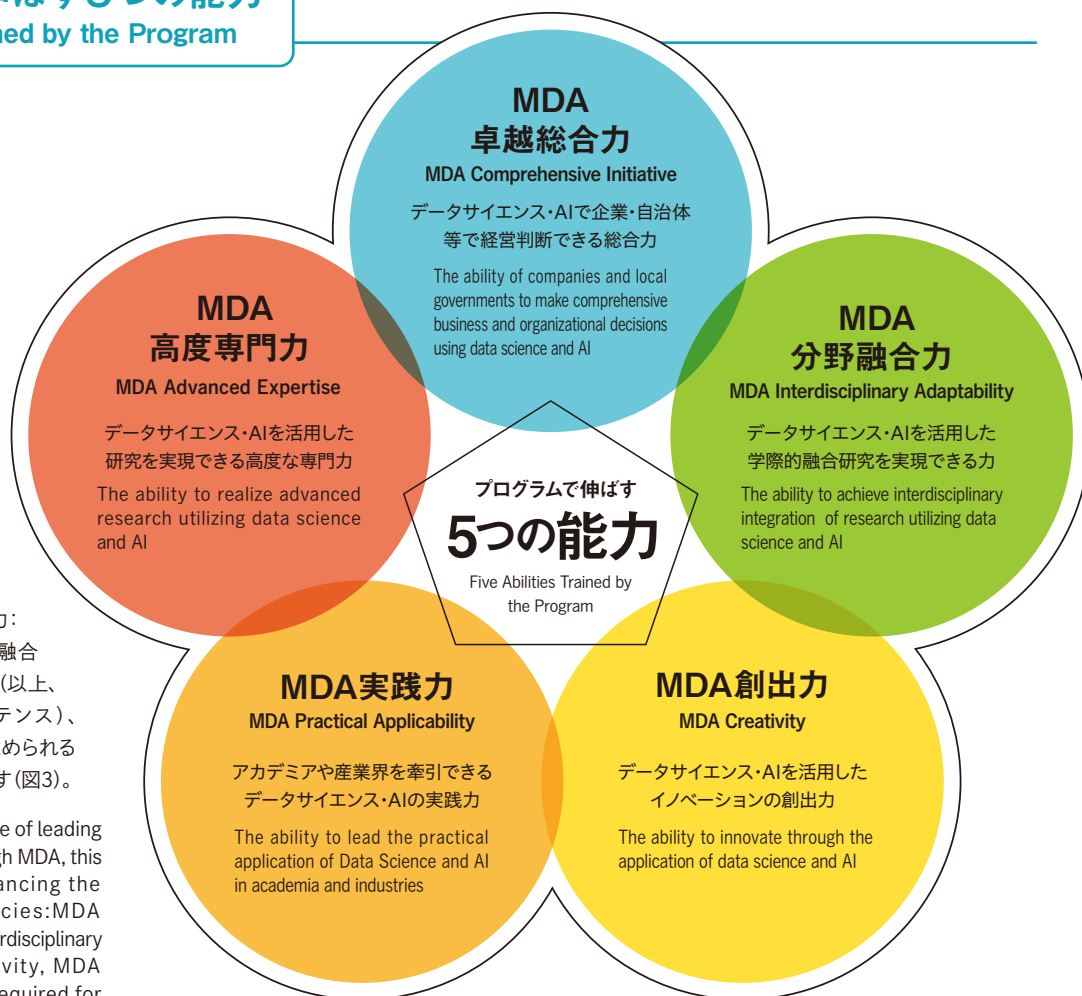 ばす5つの能力
ned by the Program
MDA
卓越総合力
MDA Comprehensive Initiative
データサイエンス・AIで企業・自治体
等で経営判断できる総合力
The ability of companies and local
governments to make comprehensive
business and organizational decisions
using data science and AI
MDA
高度専門力
MDA Advanced Expertise
データサイエンス・AIを活用した
研究を実現できる高度な専門力
The ability to realize advanced
research utilizing data science
and AI
MDA
分野融合力
MDA Interdisciplinary Adaptability
データサイエンス・AIを活用した
学際的融合研究を実現できる力
The ability to achieve interdisciplinary
integration of research utilizing data
science and AI
プログラムで伸ばす
5つの能力
Five Abilities Trained by
the Program
MDA実践力
MDA Practical Applicability
アカデミアや産業界を牽引できる
データサイエンス・AIの実践力
The ability to lead the practical
application of Data Science and AI
in academia and industries
MDA創出力
MDA Creativity
データサイエンス・AIを活用した
イノベーションの創出力
The ability to innovate through the
application of data science and AI
力：
融合
（以上、
テンス）、
められる
す（図3）。
e of leading
gh MDA, this
ancing the
cies:MDA
rdisciplinary
vity, MDA
equired for